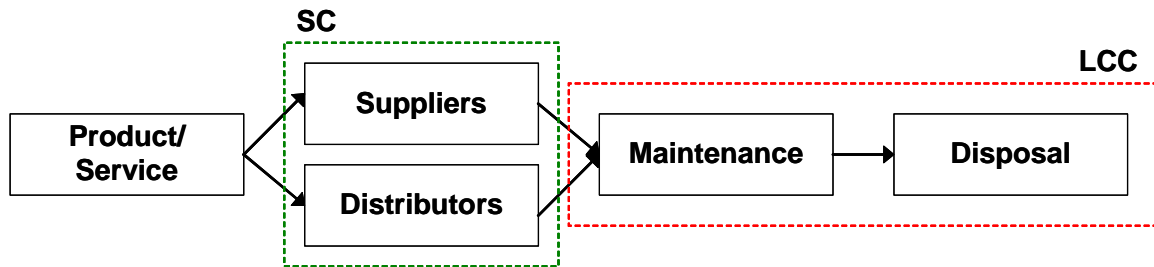 SC
LCC
Suppliers
Product/
Service
Maintenance
Disposal
Distributors